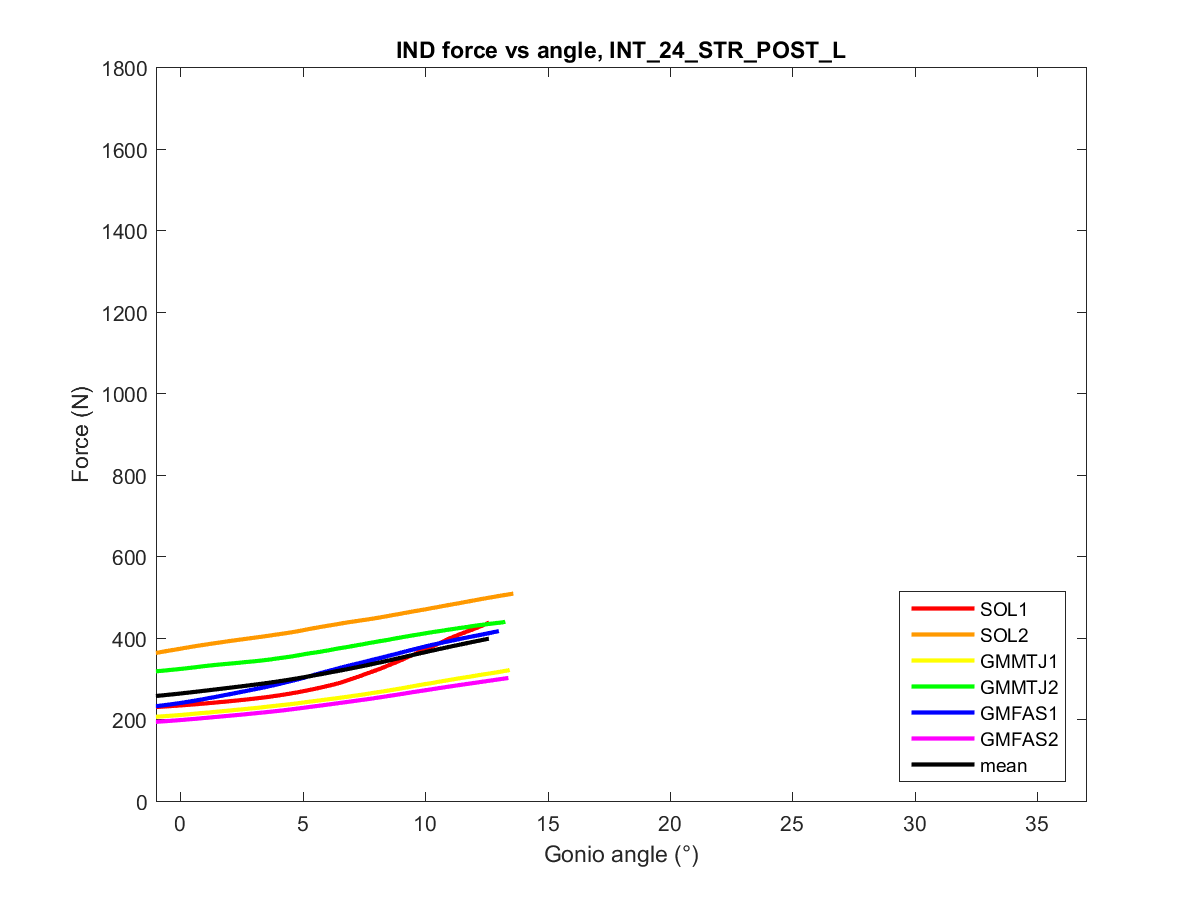 IND force vs angle, INT_24_STR_POST_L
1800
1600
1400
1200
1000
800
600
400
200
0
Force (N)
0 5 10 15 20 25 30 35
Gonio angle (°)
SOL1
SOL2
GMMTJ1
GMMTJ2
GMFAS1
GMFAS2
mean